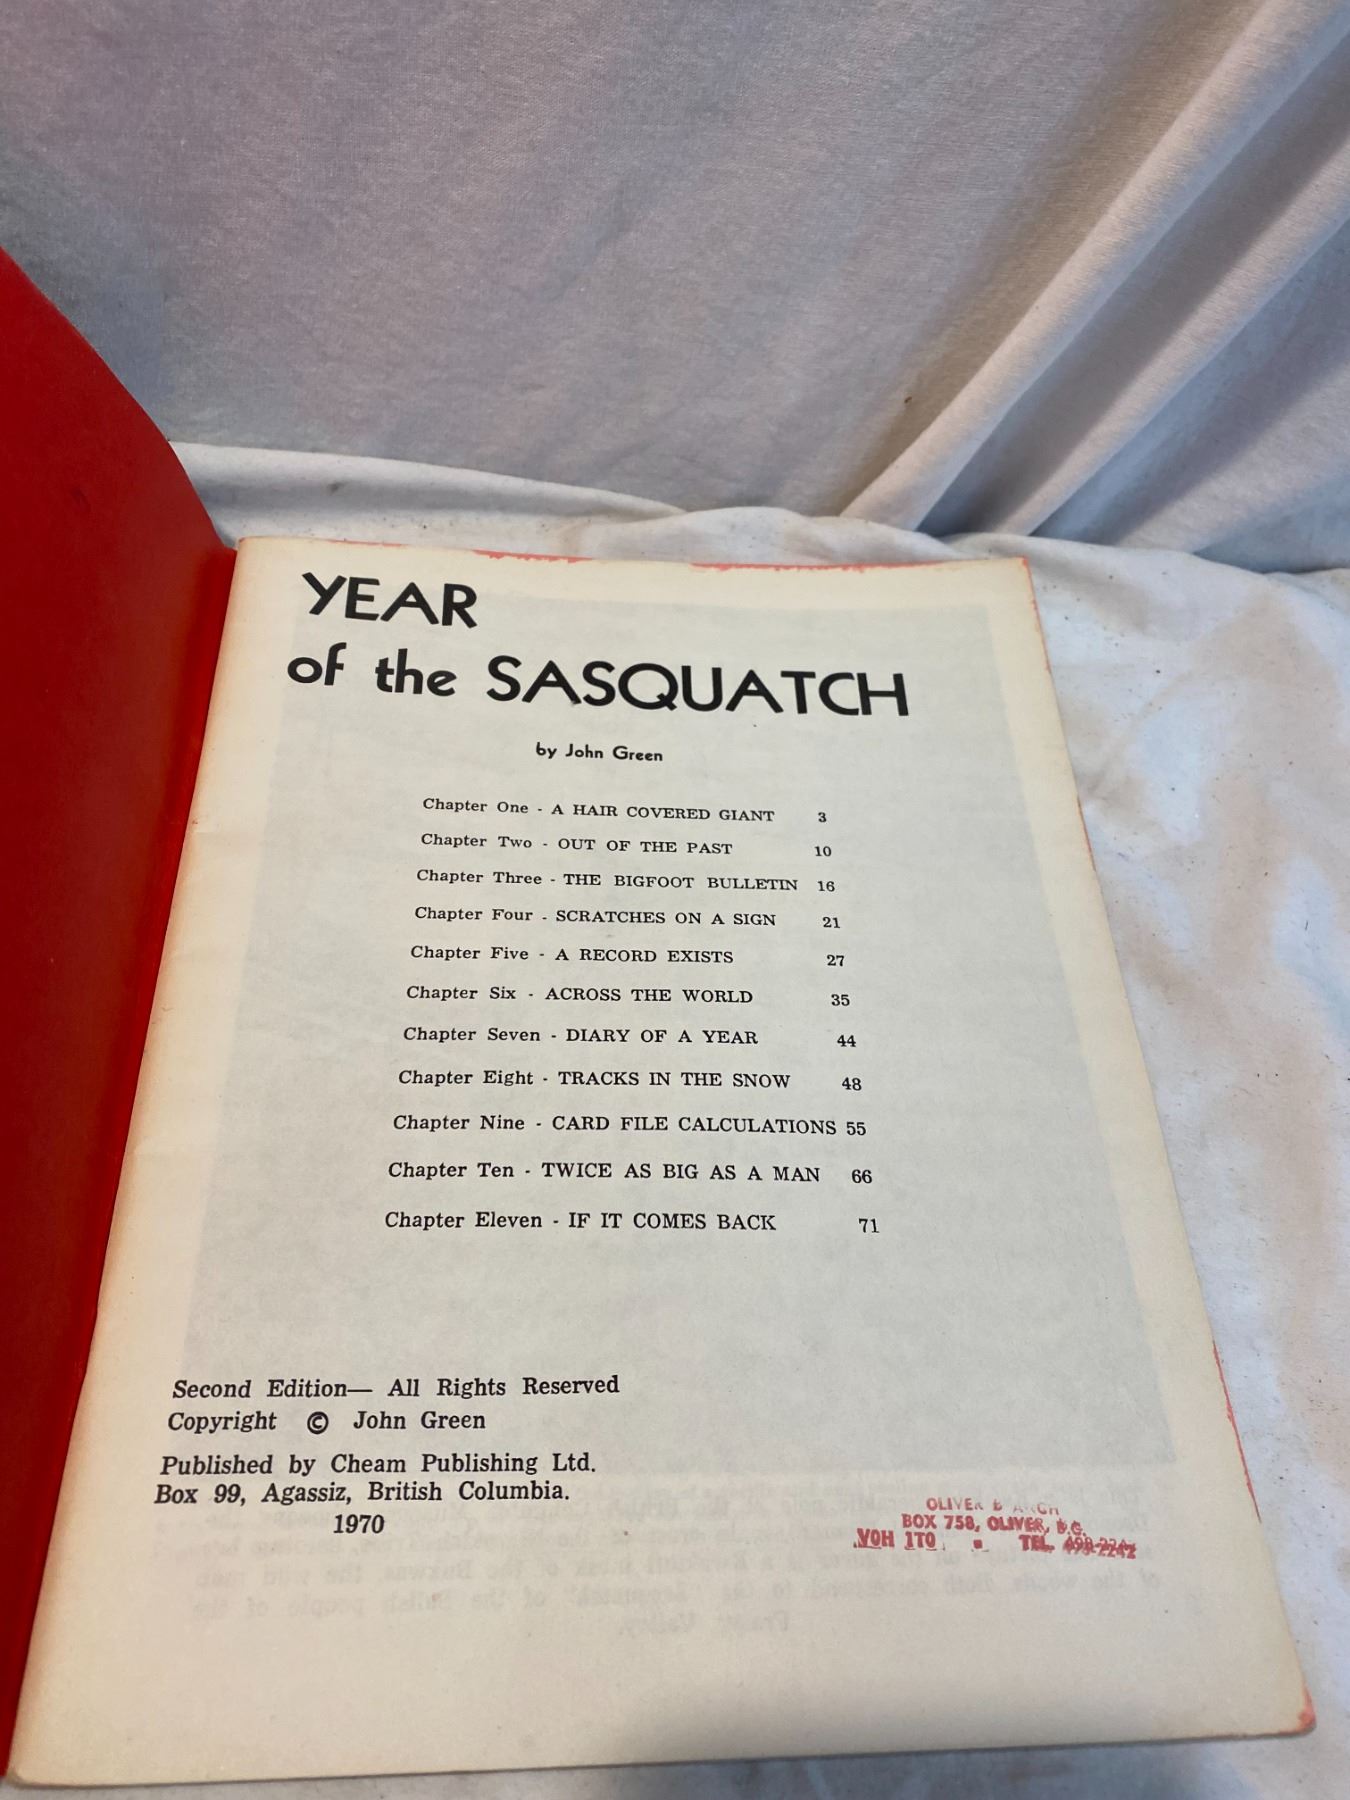 YEAR
of the SASQUATCH
by John Green
Chapter One - A HAIR COVERED GIANT 3
Chapter Two - OUT OF THE PAST 10
Chapter Three - THE BIGFOOT BULLETIN 16
Chapter Four - SCRATCHES ON A SIGN 21
Chapter Five - A RECORD EXISTS 27
Chapter Six - ACROSS THE WORLD 35
Chapter Seven - DIARY OF A YEAR 44
Chapter Eight - TRACKS IN THE SNOW 48
Chapter Nine - CARD FILE CALCULATIONS 55
Chapter Ten - TWICE AS BIG AS A MAN 66
Chapter Eleven - IF IT COMES BACK 71
Second Edition— All Rights Reserved
Copyright © John Green
Published by Cheam Publishing Ltd.
Box 99, Agassiz, British Columbia.
1970
OLIVER
BOX 758, OLIVER, B.C.
V0H 1T0 TEL.